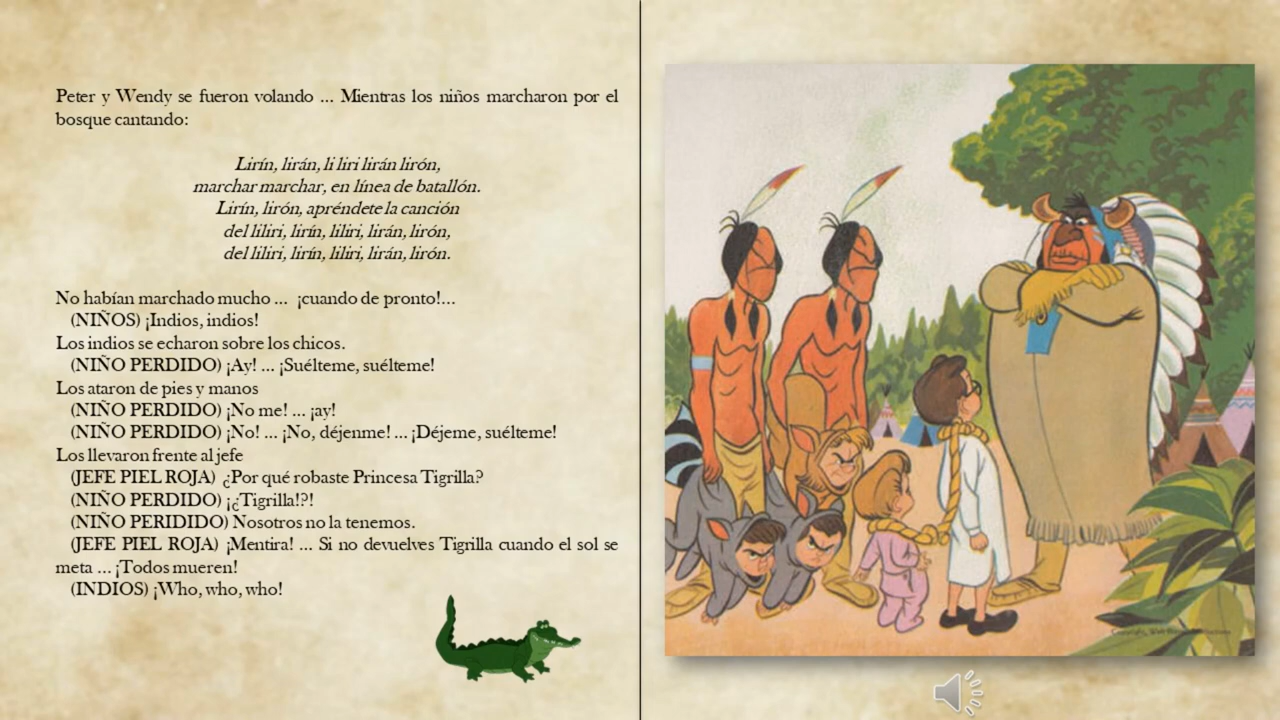 Peter y Wendy se fueron volando ... Mientras los niños marcharon por el
bosque cantando:
Lirín, lirán, li liri lirán lirón,
marchar marchar, en línea de batallón.
Lirín, lirón, apréndete la canción
del liliri, lirín, liliri, lirán, lirón,
del liliri, lirín, liliri, lirán, lirón.
No habían marchado mucho ... ¡cuando de pronto!...
(NIÑOS) ¡Indios, indios!
Los indios se echaron sobre los chicos.
(NIÑO PERDIDO) ¡Ay! ... ¡Suélteme, suélteme!
Los ataron de pies y manos
(NIÑO PERDIDO) ¡No me! ... ¡ay!
(NIÑO PERDIDO) ¡No! ... ¡No, déjenme! ... ¡Déjeme, suélteme!
Los llevaron frente al jefe
(JEFE PIEL ROJA) ¿Por qué robaste Princesa Tigrilla?
(NIÑO PERDIDO) ¡¿Tigrilla!?!
(NIÑO PERIDIDO) Nosotros no la tenemos.
(JEFE PIEL ROJA) ¡Mentira! ... Si no devuelves Tigrilla cuando el sol se
meta ... ¡Todos mueren!
(INDIOS) ¡Who, who, who!
Copyright, Walt Disney Productions